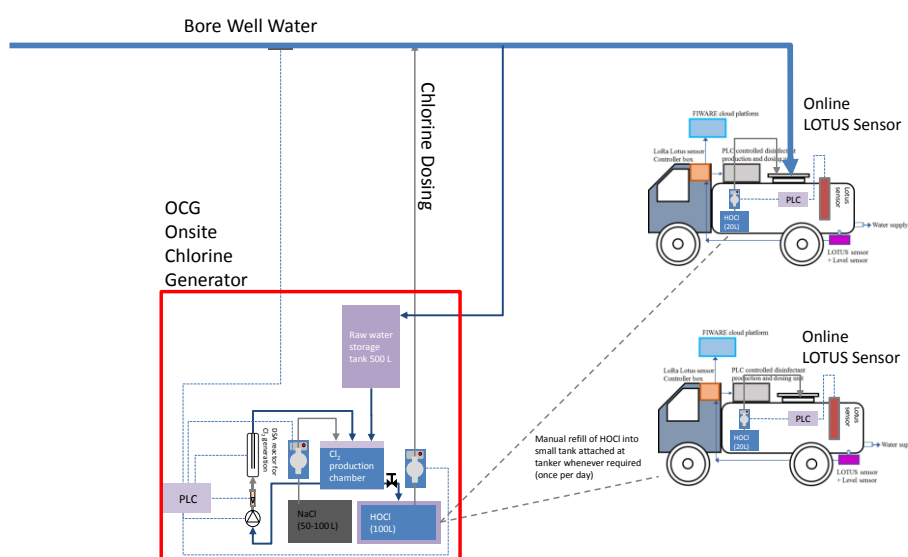 Bore Well Water
Chlorine Dosing
Online
LOTUS Sensor
FIWARE cloud platform
LoRa Lotus sensor
Controller box
PLC controlled disinfectant
production and dosing unit
PLC
Lotus
sensor
HOCl
(20L)
Water supply
LOTUS sensor
+ Level sensor
OCG
Onsite
Chlorine
Generator
Raw water
storage
tank 500 L
DSA reactor for
Cl2 generation
Cl2
production
chamber
PLC
NaCl
(50-100 L)
HOCl
(100L)
Manual refill of HOCl into
small tank attached at
tanker whenever required
(once per day)
Online
LOTUS Sensor
FIWARE cloud platform
LoRa Lotus sensor
Controller box
PLC controlled disinfectant
production and dosing unit
PLC
Lotus
sensor
HOCl
(20L)
Water sup
LOTUS sensor
+ Level sensor